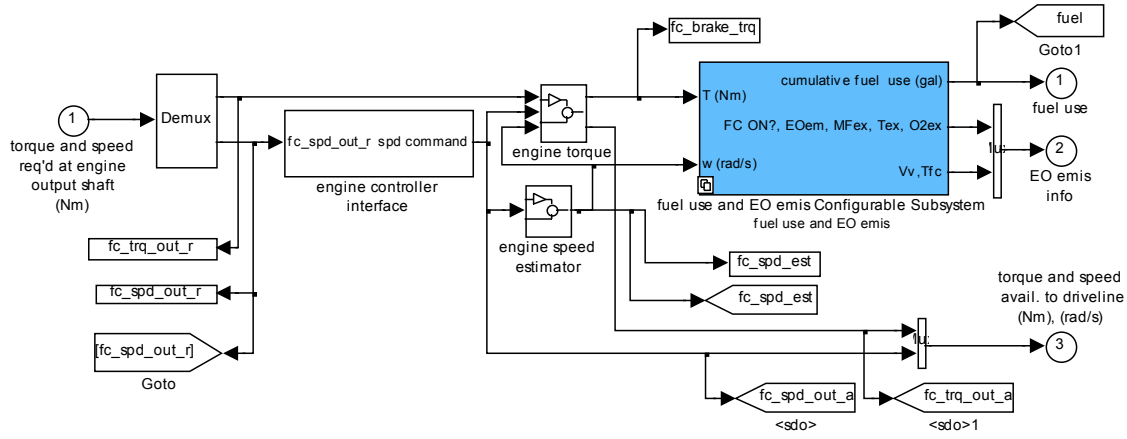 fuel
Goto1
fc_brake_trq
cumulative fuel use (gal)
1
fuel use
T (Nm)
Demux
1
FC ON?, EOem, MFex, Tex, O2ex
fc_spd_out_r spd command
engine torque
2
torque and speed
req'd at engine
output shaft
(Nm)
w (rad/s)
Vv,Tfc
EO emis
info
engine controller
interface
fuel use and EO emis Configurable Subsystem
fuel use and EO emis
engine speed
estimator
fc_trq_out_r
fc_spd_est
torque and speed
avail. to driveline
(Nm), (rad/s)
fc_spd_out_r
fc_spd_est
[fc_spd_out_r]
3
Goto
fc_spd_out_a
fc_trq_out_a
<sdo>
<sdo>1